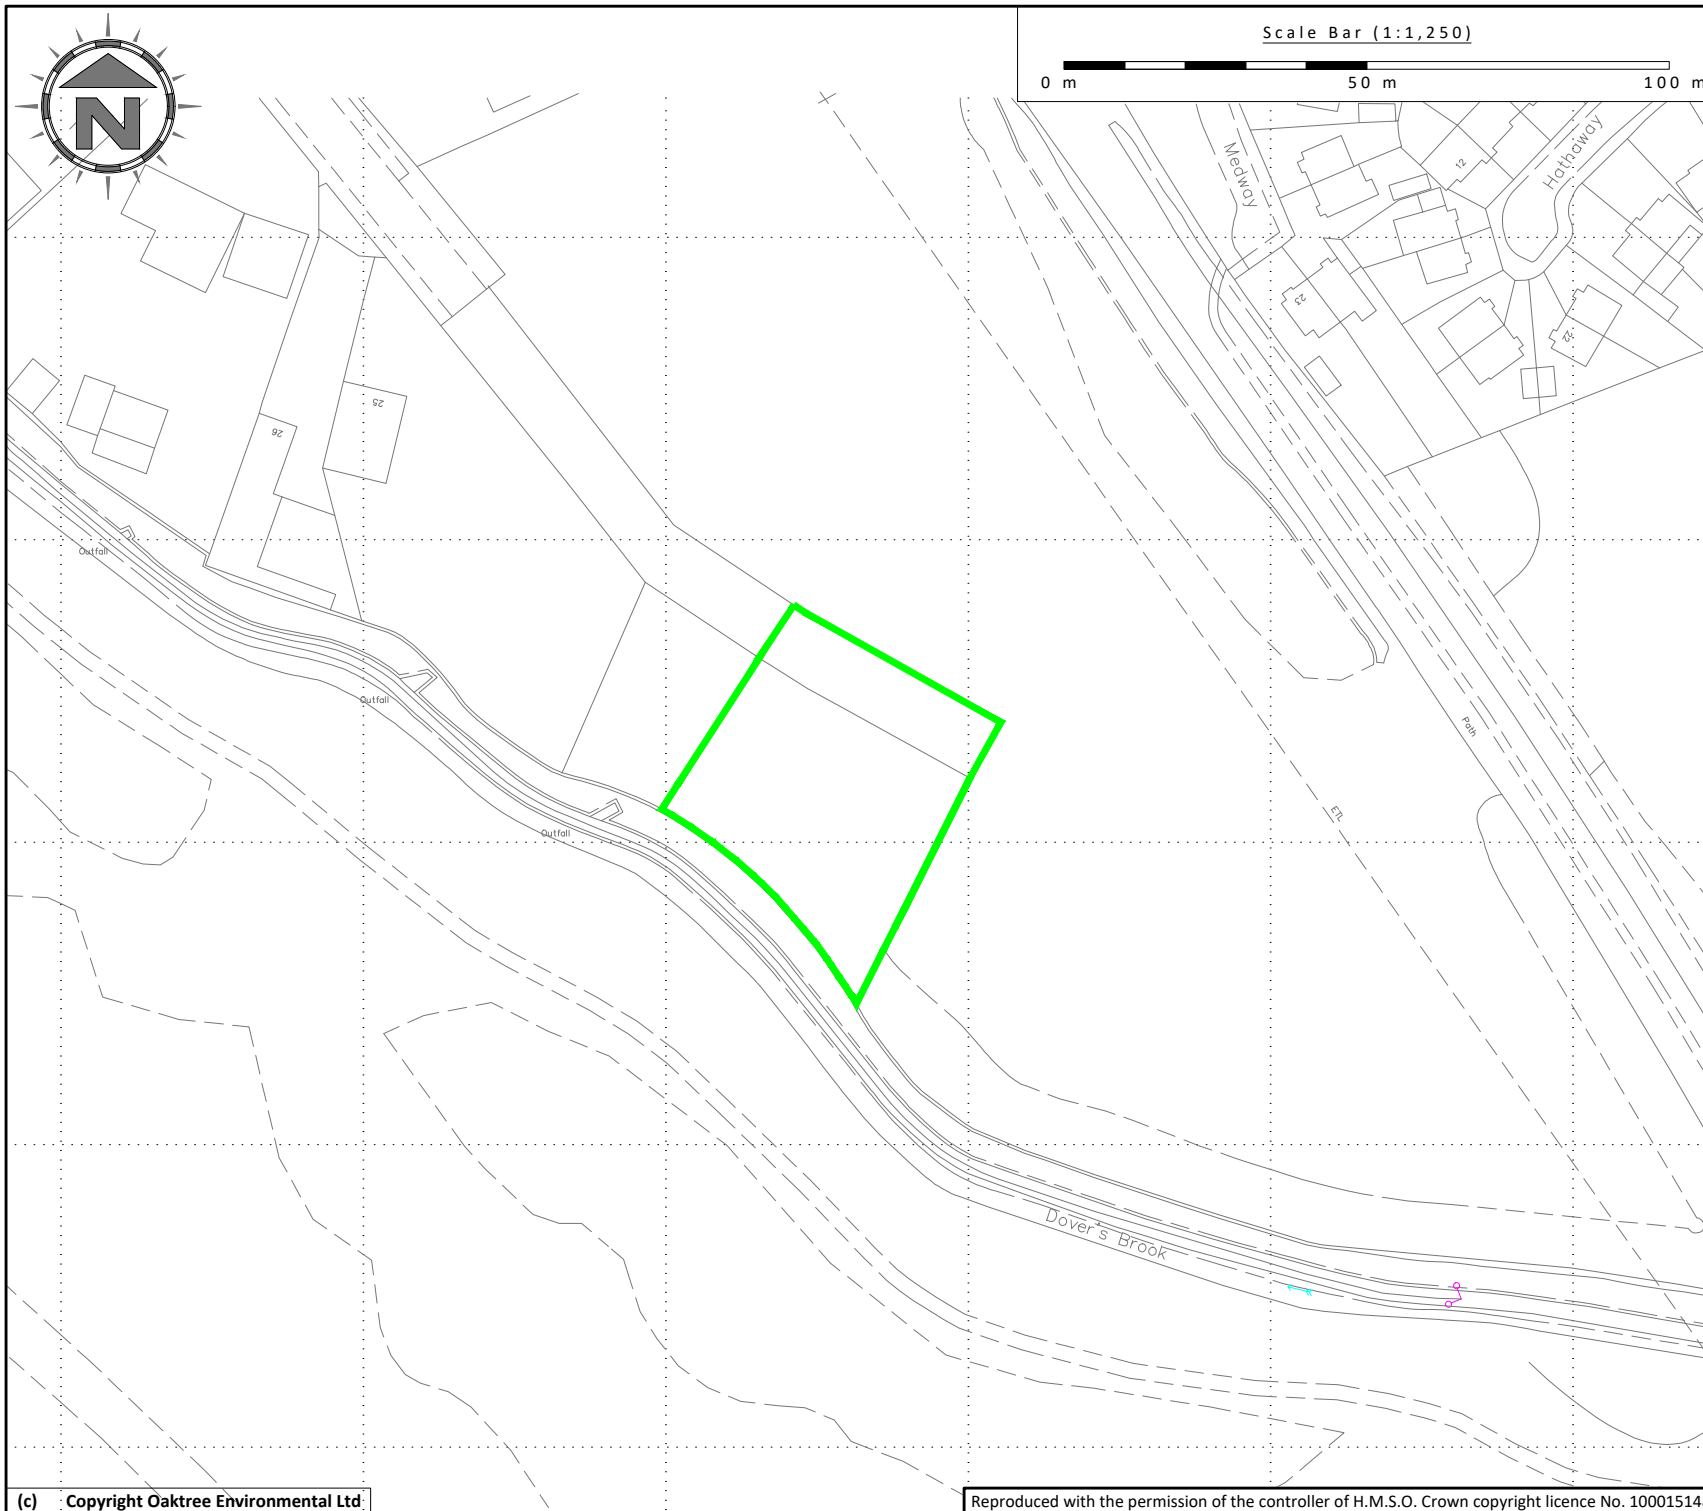 Scale Bar (1:1,250)
0 m 50 m 100 m
N
Medway
Hathaway
12
23
22
25
26
Outfall
Outfall
Outfall
Path
ETL
Dover's Brook
(c) Copyright Oaktree Environmental Ltd
Reproduced with the permission of the controller of H.M.S.O. Crown copyright licence No. 10001514